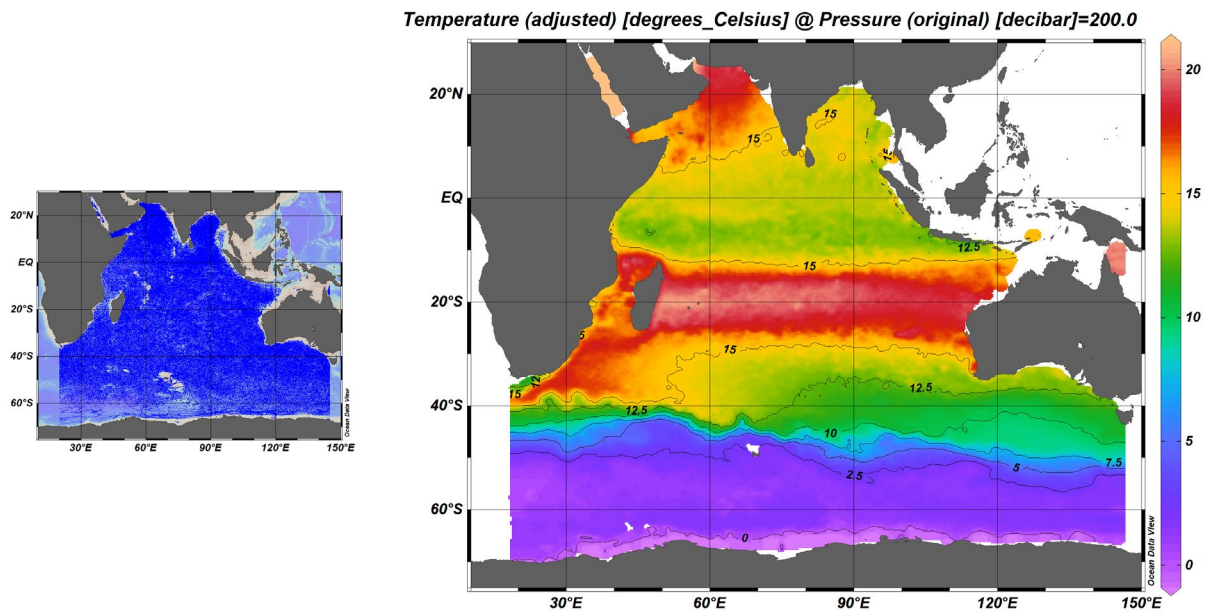 Temperature (adjusted) [degrees_Celsius] @ Pressure (original) [decibar]=200.0
20°N
EQ
20°S
40°S
60°S
30°E
60°E
90°E
120°E
150°E
Ocean Data View
20°N
EQ
20°S
40°S
60°S
30°E
60°E
90°E
120°E
150°E
15
15
15
12.5
15
5
15
12
15
12.5
12.5
10
7.5
5
2.5
0
Ocean Data View
20
15
10
5
0